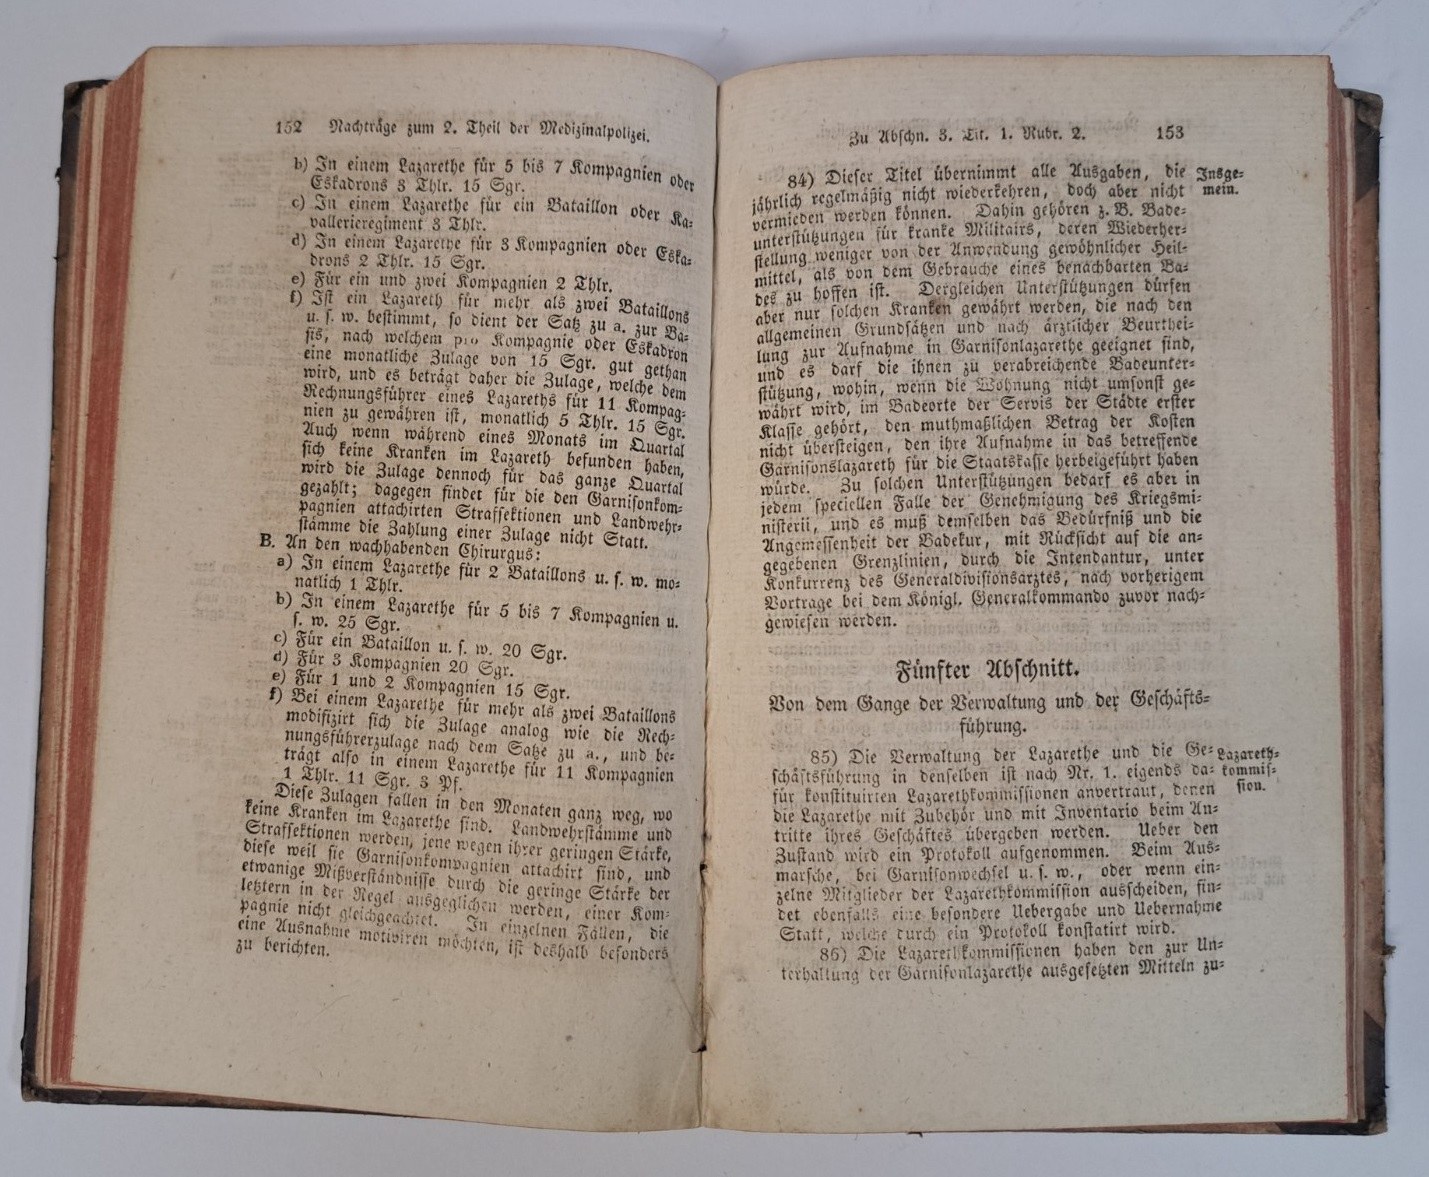 152 Nachträge zum 2. Theil der Medizinalpolizei.
b) In einem Lazarethe für 5 bis 7 Kompagnien oder
Eskadrons 3 Thlr. 15 Sgr.
c) In einem Lazarethe für ein Bataillon oder Ka-
vallerieregiment 3 Thlr.
d) In einem Lazarethe für 3 Kompagnien oder Eska-
drons 2 Thlr. 15 Sgr.
e) Für ein und zwei Kompagnien 2 Thlr.
f) Ist ein Lazareth für mehr als zwei Bataillons
u. s. w. bestimmt, so dient der Satz zu a. zur Ba-
sis, nach welchem pro Kompagnie oder Eskadron
eine monatliche Zulage von 15 Sgr. gut gethan
wird, und es beträgt daher die Zulage, welche dem
Rechnungsführer eines Lazareths für 11 Kompag-
nien zu gewähren ist, monatlich 5 Thlr. 15 Sgr.
Auch wenn während eines Monats im Quartal
sich keine Kranken im Lazareth befunden haben,
wird die Zulage dennoch für das ganze Quartal
gezahlt; dagegen findet für die den Garnisonkom-
pagnien attachirten Strafsektionen und Landwehr-
stämme die Zahlung einer Zulage nicht Statt.
B. An den wachhabenden Chirurgus:
a) In einem Lazarethe für 2 Bataillons u. s. w. mo-
natlich 1 Thlr.
b) In einem Lazarethe für 5 bis 7 Kompagnien u.
s. w. 25 Sgr.
c) Für ein Bataillon u. s. w. 20 Sgr.
d) Für 3 Kompagnien 20 Sgr.
e) Für 1 und 2 Kompagnien 15 Sgr.
f) Bei einem Lazarethe für mehr als zwei Bataillons
modifizirt sich die Zulage analog wie die Rech-
nungsführerzulage nach dem Satze zu a., und be-
trägt also in einem Lazarethe für 11 Kompagnien
1 Thlr. 11 Sgr. 3 Pf.
Diese Zulagen fallen in den Monaten ganz weg, wo
keine Kranken im Lazarethe sind. Landwehrstämme und
Strafsektionen werden, jene wegen ihrer geringen Stärke,
diese weil sie Garnisonkompagnien attachirt sind, und
etwanige Mißverständnisse durch die geringe Stärke der
letztern in der Regel ausgeglichen werden, einer Kom-
pagnie nicht gleichgeachtet. In einzelnen Fällen, die
eine Ausnahme motiviren möchten, ist deshalb besonders
zu berichten.
Zu Abschn. 3. Tit. 1. Rubr. 2. 153
84) Dieser Titel übernimmt alle Ausgaben, die
jährlich regelmäßig nicht wiederkehren, doch aber nicht
vermieden werden können. Dahin gehören z. B. Bade-
unterstützungen für kranke Militairs, deren Wiederher-
stellung weniger von der Anwendung gewöhnlicher Heil-
mittel, als von dem Gebrauche eines benachbarten Ba-
des zu hoffen ist. Dergleichen Unterstützungen dürfen
aber nur solchen Kranken gewährt werden, die nach den
allgemeinen Grundsätzen und nach ärztlicher Beurthei-
lung zur Aufnahme in Garnisonlazarethe geeignet sind,
und es darf die ihnen zu verabreichende Badeunter-
stützung, wohin, wenn die Wohnung nicht umsonst ge-
währt wird, im Badeorte der Servis der Städte erster
Klasse gehört, den muthmaßlichen Betrag der Kosten
nicht übersteigen, den ihre Aufnahme in das betreffende
Garnisonslazareth für die Staatskasse herbeigeführt haben
würde. Zu solchen Unterstützungen bedarf es aber in
jedem speciellen Falle der Genehmigung des Kriegsmi-
nisterii, und es muß demselben das Bedürfniß und die
Angemessenheit der Badekur, mit Rücksicht auf die an-
gegebenen Grenzlinien, durch die Intendantur, unter
Konkurrenz des Generaldivisionsarztes, nach vorherigem
Vortrage bei dem Königl. Generalkommando zuvor nach-
gewiesen werden.
Insge-
mein.
Fünfter Abschnitt.
Von dem Gange der Verwaltung und der Geschäfts-
führung.
85) Die Verwaltung der Lazarethe und die Ge-
schäftsführung in denselben ist nach Nr. 1. eigends da-
für konstituirten Lazarethkommissionen anvertraut, denen
die Lazarethe mit Zubehör und mit Inventario beim An-
tritte ihres Geschäftes übergeben werden. Ueber den
Zustand wird ein Protokoll aufgenommen. Beim Aus-
marsche, bei Garnisonwechsel u. s. w., oder wenn ein-
zelne Mitglieder der Lazarethkommission ausscheiden, fin-
det ebenfalls eine besondere Uebergabe und Uebernahme
Statt, welche durch ein Protokoll konstatirt wird.
Lazareth-
kommis-
sion.
86) Die Lazarethkommissionen haben den zur Un-
terhaltung der Garnisonlazarethe ausgesetzten Mitteln zu-